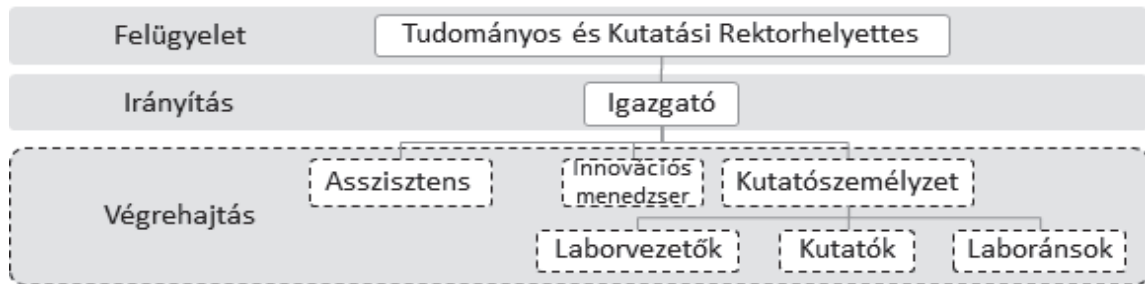 Felügyelet
Tudományos és Kutatási Rektorhelyettes
Irányítás
Igazgató
Végrehajtás
Asszisztens
Innovációs
menedzser
Kutatószemélyzet
Laborvezetők
Kutatók
Laboránsok